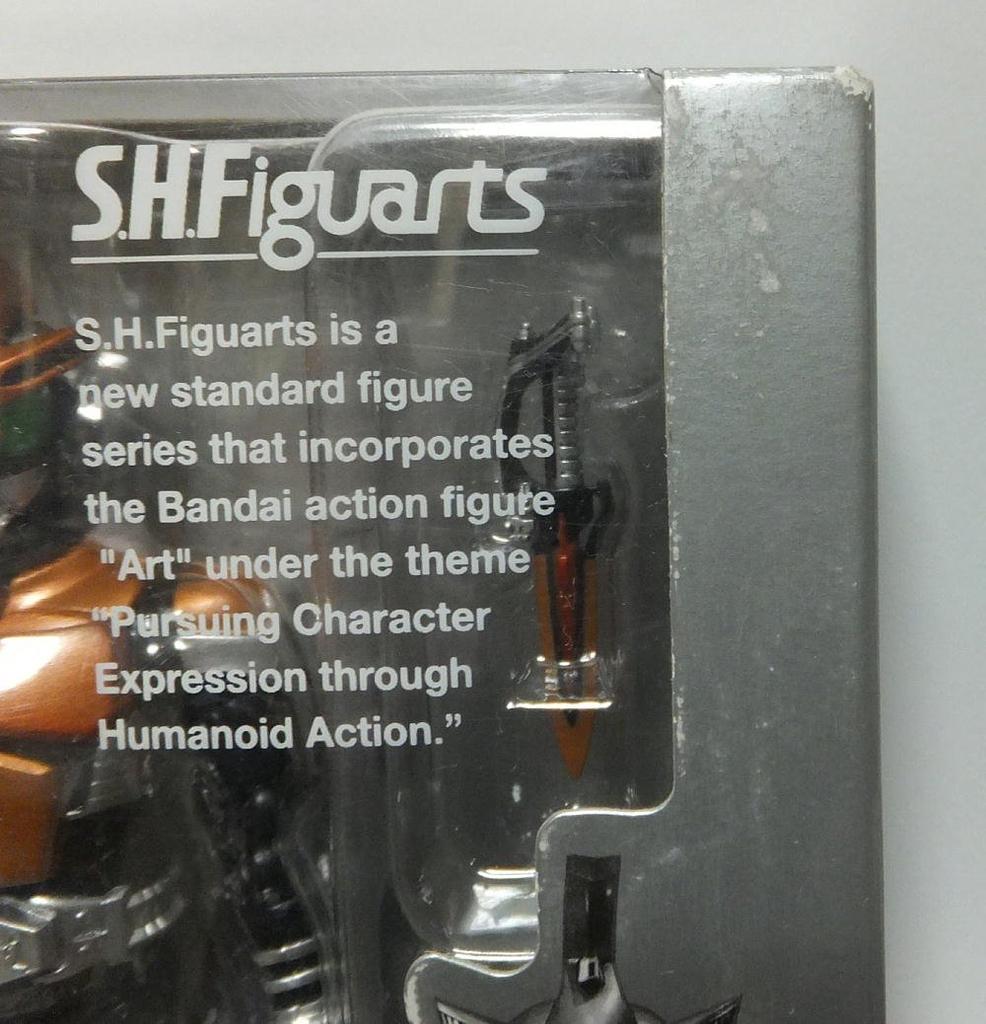 S.H.Figuarts
S.H.Figuarts is a
new standard figure
series that incorporates
the Bandai action figure
"Art" under the theme
“Pursuing Character
Expression through
Humanoid Action.”